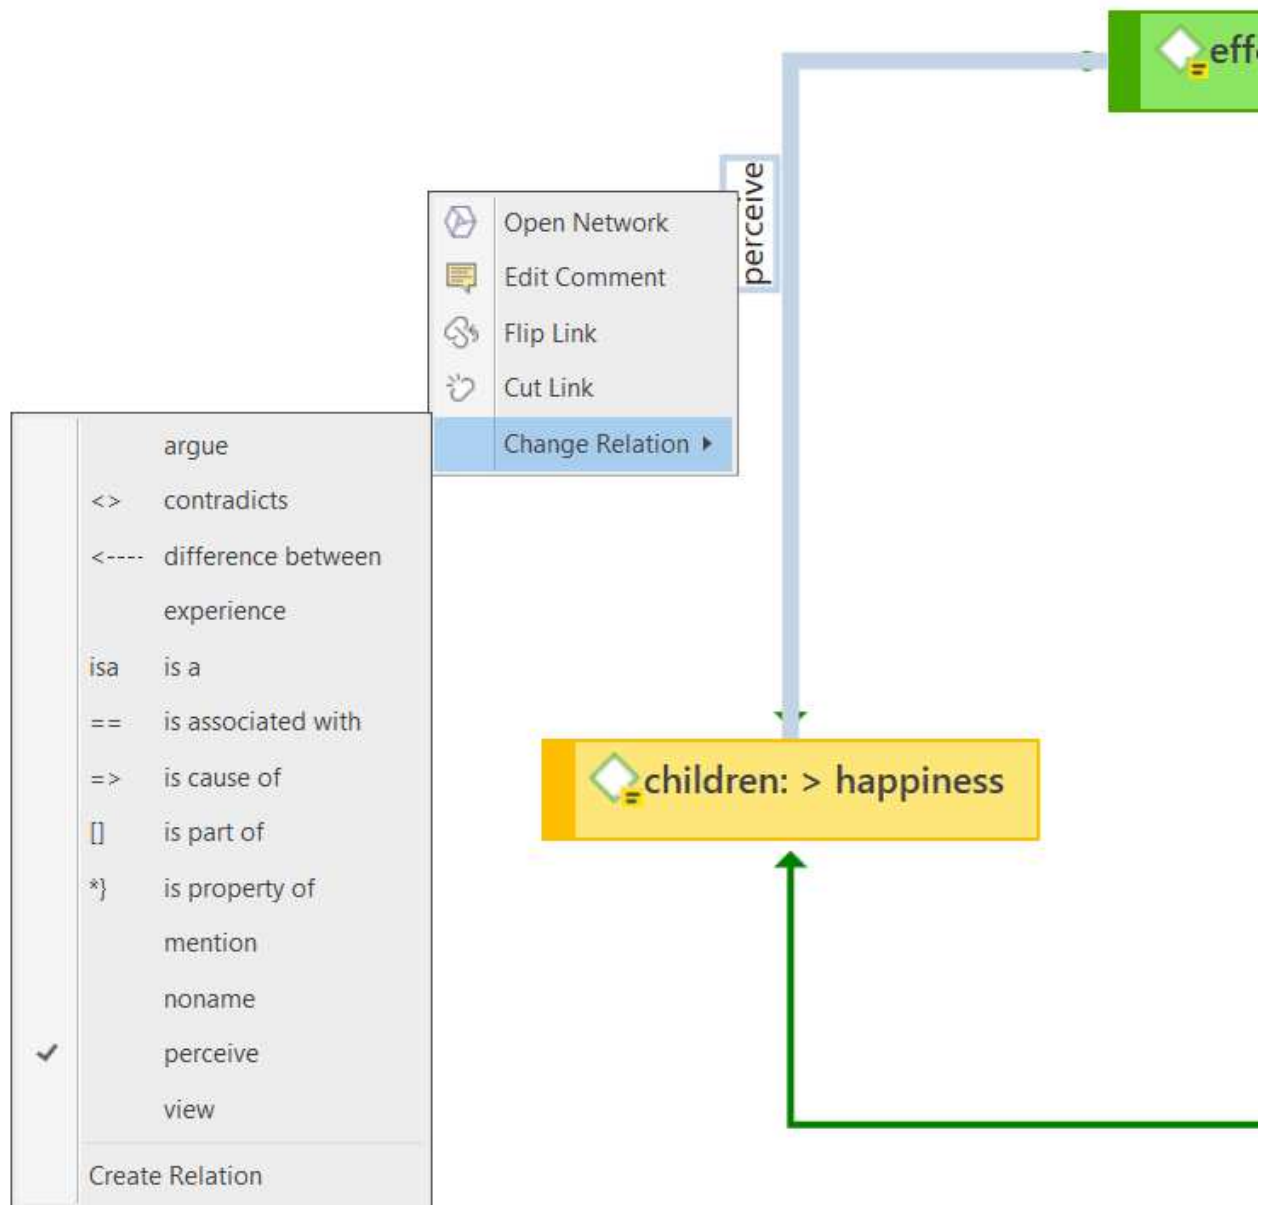 eff
perceive
Open Network
Edit Comment
Flip Link
Cut Link
Change Relation
argue
<> contradicts
<---- difference between
experience
isa is a
== is associated with
=> is cause of
[] is part of
*} is property of
mention
noname
perceive
view
Create Relation
children: > happiness